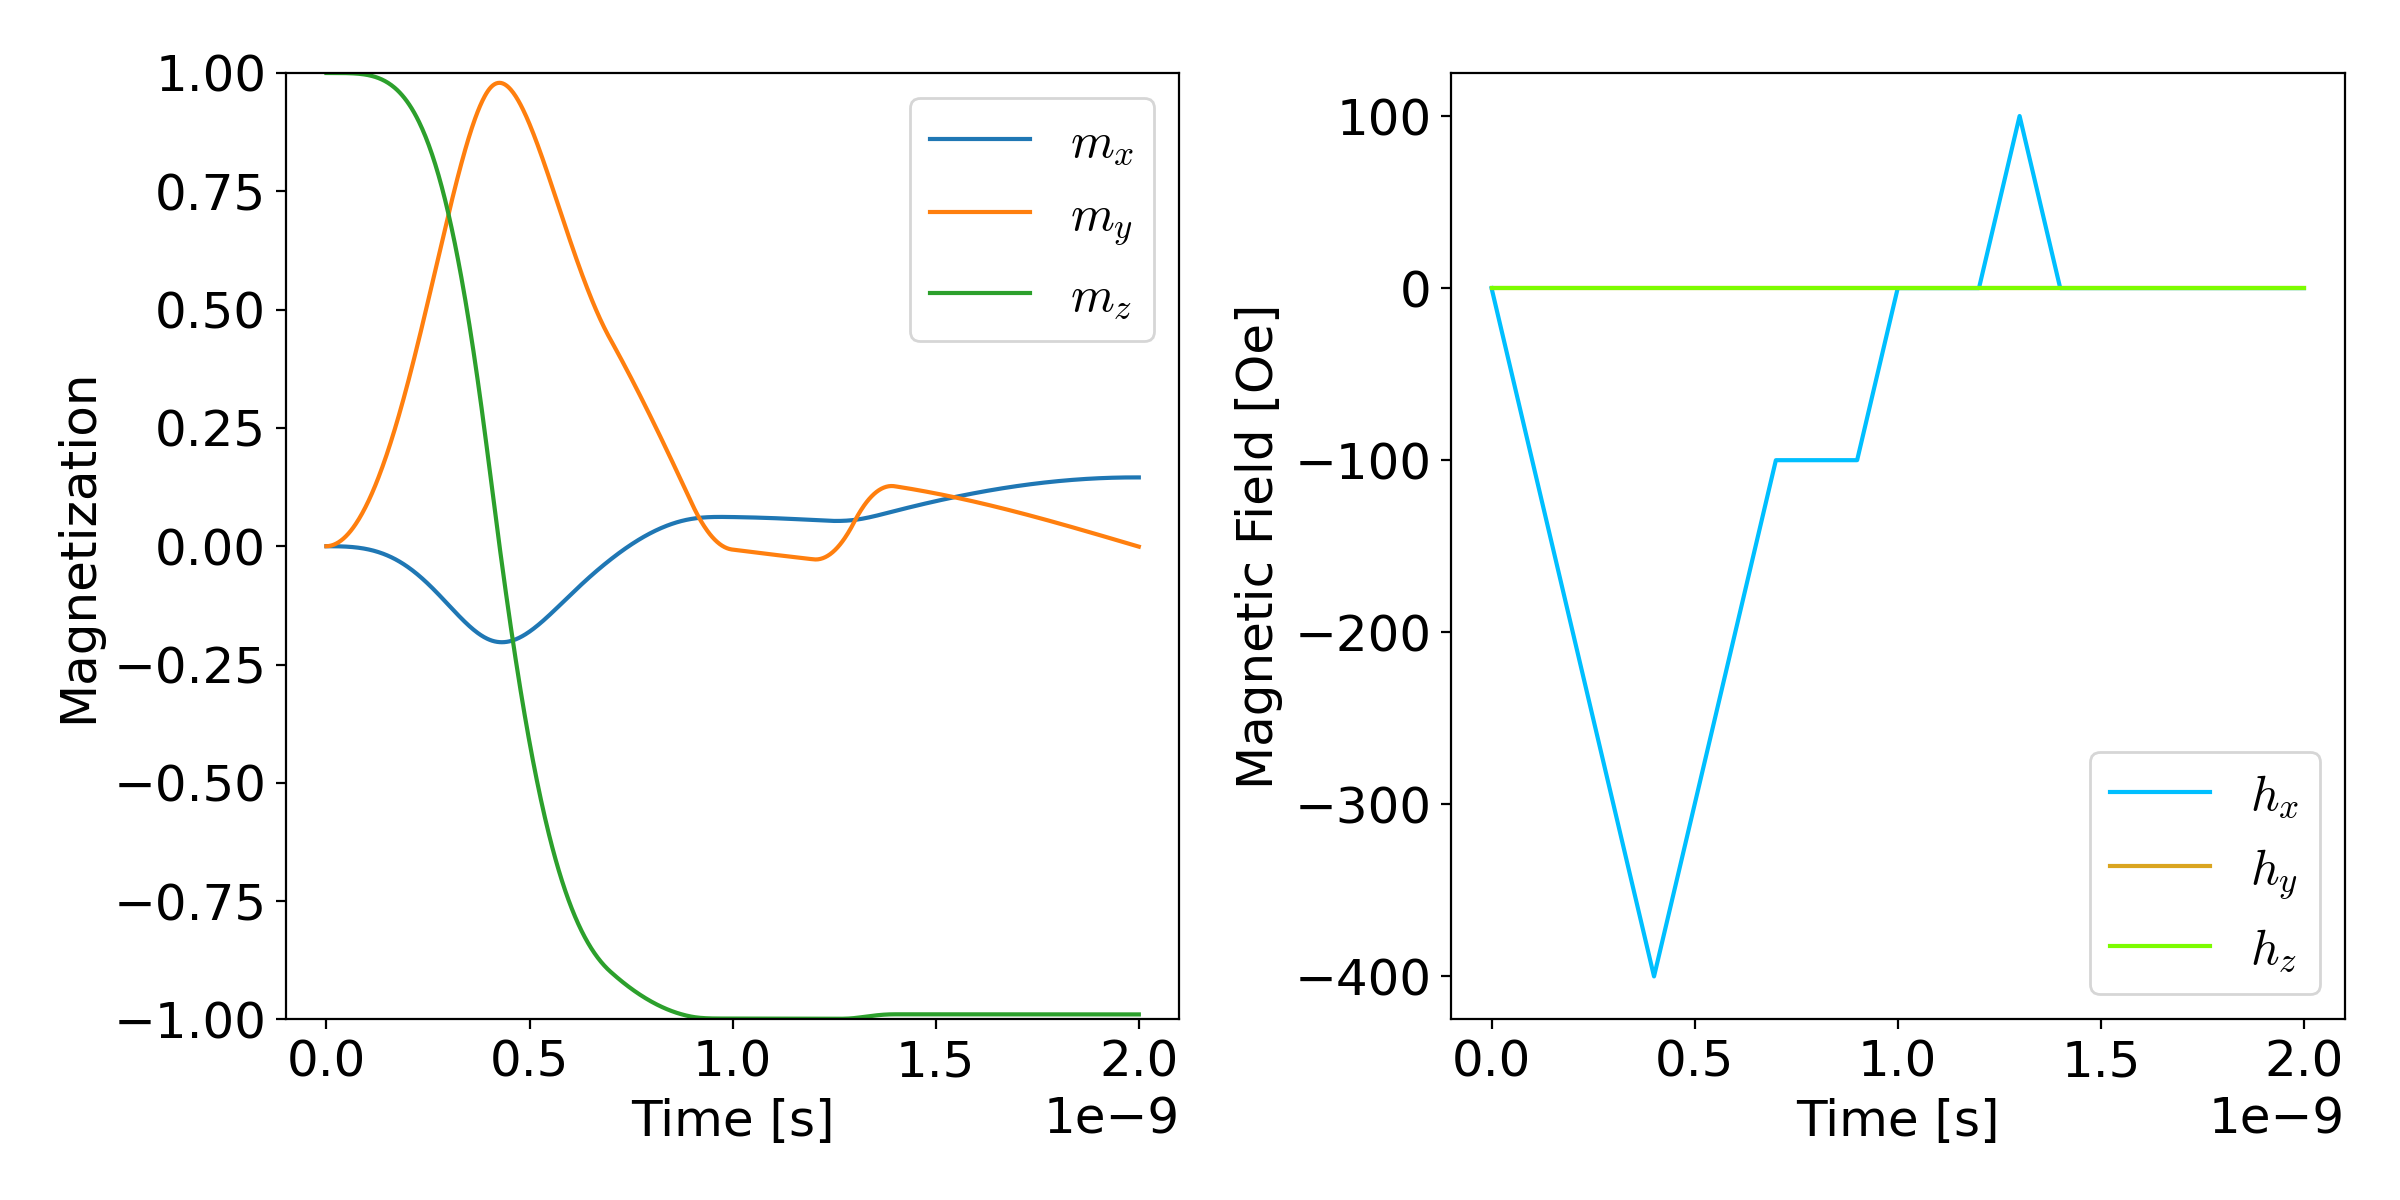 1.00
0.75
0.50
0.25
0.00
−0.25
−0.50
−0.75
−1.00
Magnetization
0.0 0.5 1.0 1.5 2.0
Time [s]
1e−9
m_x
m_y
m_z
100
0
−100
−200
−300
−400
Magnetic Field [Oe]
0.0 0.5 1.0 1.5 2.0
Time [s]
1e−9
h_x
h_y
h_z